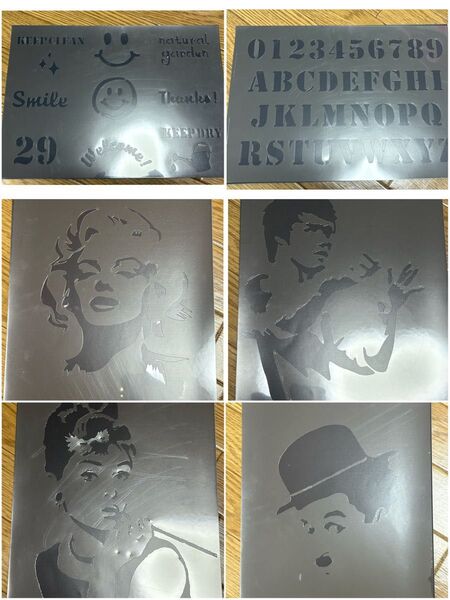 KEEPCLEAN
natural
garden
Smile
Thanks!
29
Welcome!
KEEPDRY
0123456789
ABCDEFGHI
JKLMNOPQ
RSTUVWXYZ